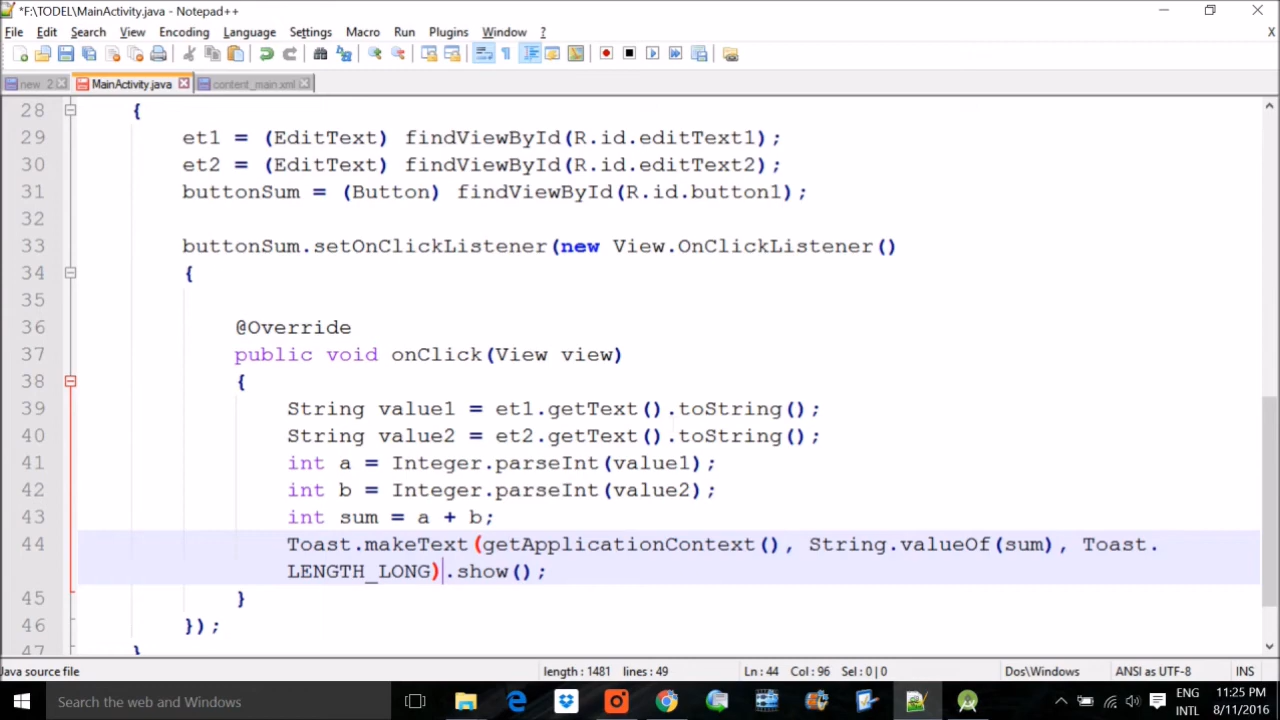 *F:\TODEL\MainActivity.java - Notepad++
File Edit Search View Encoding Language Settings Macro Run Plugins Window ? X
new 2 MainActivity.java content_main.xml
28 {
29 et1 = (EditText) findViewById(R.id.editText1);
30 et2 = (EditText) findViewById(R.id.editText2);
31 buttonSum = (Button) findViewById(R.id.button1);
32
33 buttonSum.setOnClickListener(new View.OnClickListener()
34 {
35
36 @Override
37 public void onClick(View view)
38 {
39 String value1 = et1.getText().toString();
40 String value2 = et2.getText().toString();
41 int a = Integer.parseInt(value1);
42 int b = Integer.parseInt(value2);
43 int sum = a + b;
44 Toast.makeText(getApplicationContext(), String.valueOf(sum), Toast.
LENGTH_LONG).show();
45 }
46 });
47 }
Java source file length : 1481 lines : 49 Ln : 44 Col : 96 Sel : 0 | 0 Dos\Windows ANSI as UTF-8 INS
Search the web and Windows
ENG 11:25 PM
INTL 8/11/2016